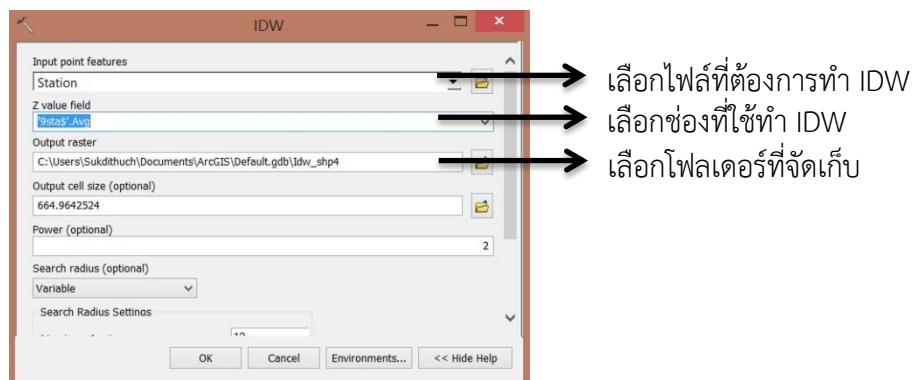 IDW
Input point features
Station
เลือกไฟล์ที่ต้องการทำ IDW
Z value field
'9sta$'.Avg
เลือกช่องที่ใช้ทำ IDW
Output raster
C:\Users\Sukdithuch\Documents\ArcGIS\Default.gdb\Idw_shp4
เลือกโฟลเดอร์ที่จัดเก็บ
Output cell size (optional)
664.9642524
Power (optional)
2
Search radius (optional)
Variable
Search Radius Settings
OK Cancel Environments... << Hide Help